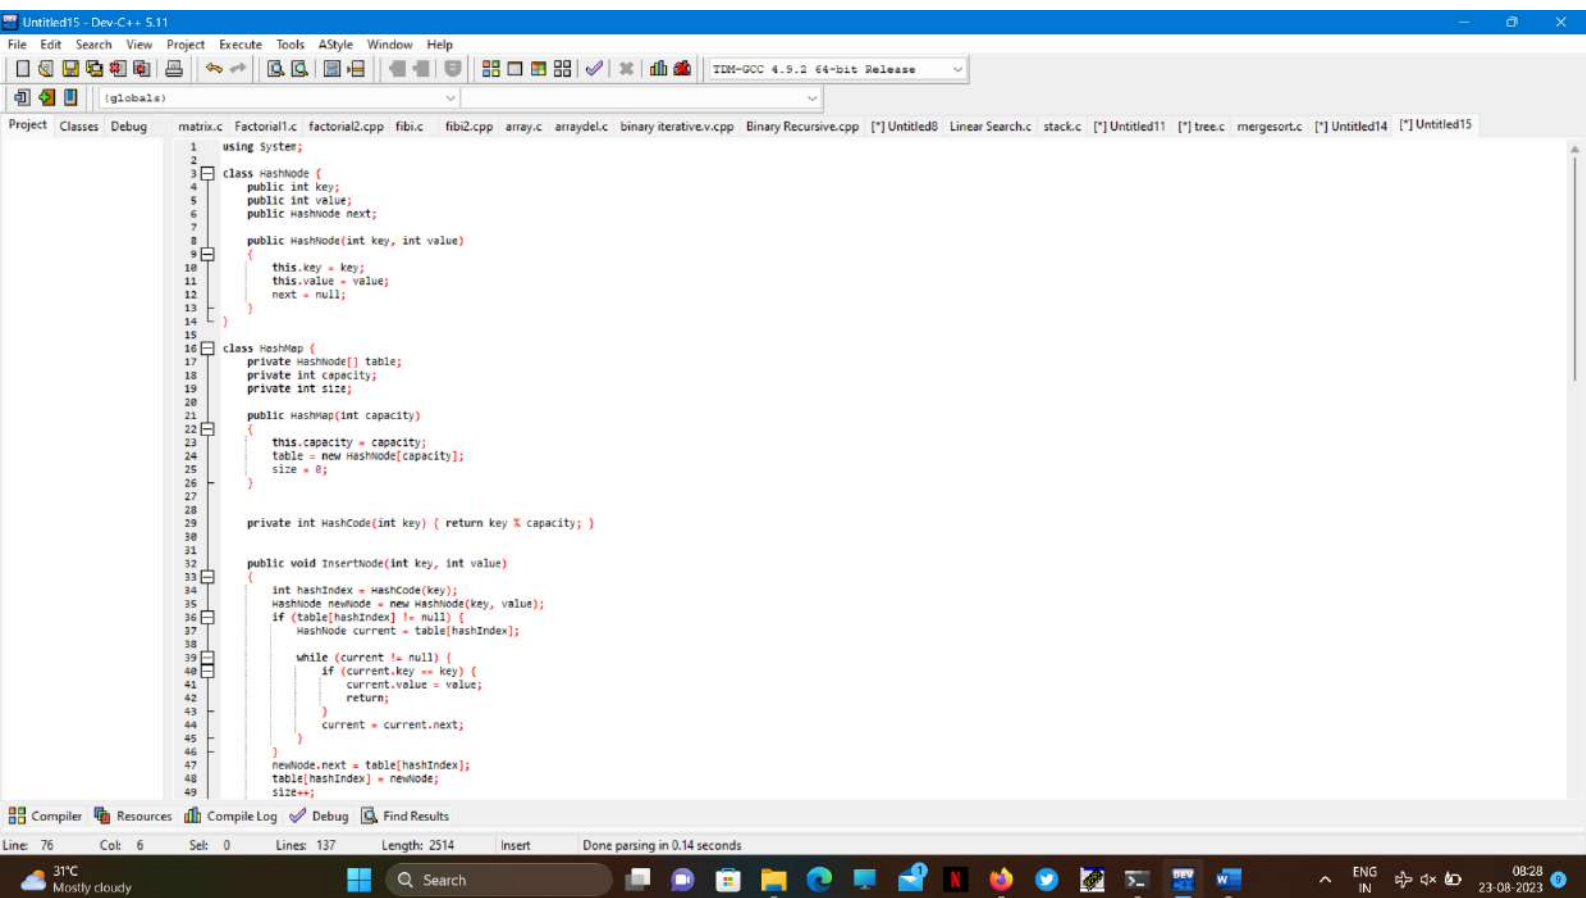 Untitled15 - Dev-C++ 5.11
File Edit Search View Project Execute Tools AStyle Window Help
TDM-GCC 4.9.2 64-bit Release
(globals)
Project Classes Debug
matrix.c Factorial1.c factorial2.cpp fibi.c fibi2.cpp array.c arraydel.c binary iterative.v.cpp Binary Recursive.cpp [*] Untitled8 Linear Search.c stack.c [*] Untitled11 [*] tree.c mergesort.c [*] Untitled14 [*] Untitled15
1 using System;
2
3 class HashNode {
4 public int key;
5 public int value;
6 public HashNode next;
7
8 public HashNode(int key, int value)
9 {
10 this.key = key;
11 this.value = value;
12 next = null;
13 }
14 }
15
16 class HashMap {
17 private HashNode[] table;
18 private int capacity;
19 private int size;
20
21 public HashMap(int capacity)
22 {
23 this.capacity = capacity;
24 table = new HashNode[capacity];
25 size = 0;
26 }
27
28
29 private int HashCode(int key) { return key % capacity; }
30
31
32 public void InsertNode(int key, int value)
33 {
34 int hashIndex = HashCode(key);
35 HashNode newNode = new HashNode(key, value);
36 if (table[hashIndex] != null) {
37 HashNode current = table[hashIndex];
38
39 while (current != null) {
40 if (current.key == key) {
41 current.value = value;
42 return;
43 }
44 current = current.next;
45 }
46 }
47 newNode.next = table[hashIndex];
48 table[hashIndex] = newNode;
49 size++;
Compiler Resources Compile Log Debug Find Results
Line: 76 Col: 6 Sel: 0 Lines: 137 Length: 2514 Insert Done parsing in 0.14 seconds
31°C
Mostly cloudy
Search
1
N
DEV
W
ENG
IN
08:28
23-08-2023
9